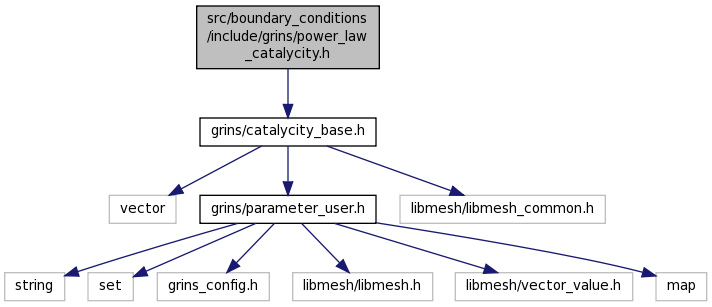 src/boundary_conditions
/include/grins/power_law
_catalycity.h
grins/catalycity_base.h
vector
grins/parameter_user.h
libmesh/libmesh_common.h
string
set
grins_config.h
libmesh/libmesh.h
libmesh/vector_value.h
map